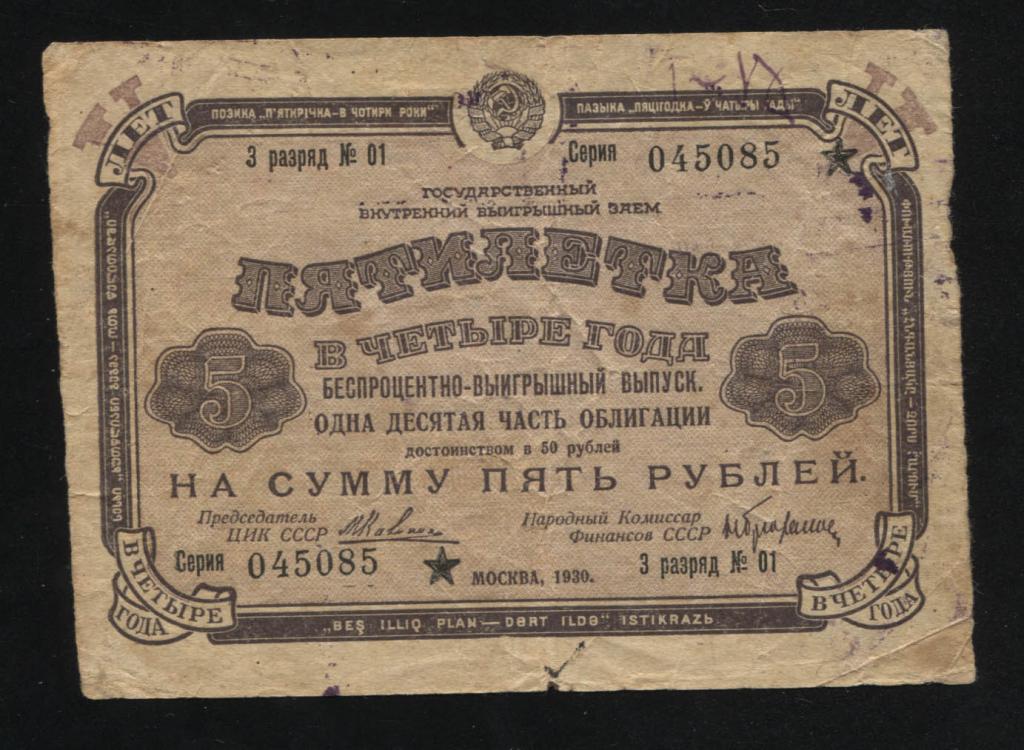 ПОЗИКА „П'ЯТИРІЧКА–В ЧОТИРИ РОКИ"
ПАЗЫКА „ПЯЦІГОДКА–Ў ЧАТЫРЫ ГАДЫ"
ЛЕТ
ЛЕТ
3 разряд № 01
Серия 045085
ГОСУДАРСТВЕННЫЙ
ВНУТРЕННИЙ ВЫИГРЫШНЫЙ ЗАЕМ
ПЯТИЛЕТКА
В ЧЕТЫРЕ ГОДА
5
5
БЕСПРОЦЕНТНО-ВЫИГРЫШНЫЙ ВЫПУСК.
ОДНА ДЕСЯТАЯ ЧАСТЬ ОБЛИГАЦИИ
достоинством в 50 рублей
НА СУММУ ПЯТЬ РУБЛЕЙ.
Председатель
ЦИК СССР
Народный Комиссар
Финансов СССР
Серия 045085
МОСКВА, 1930.
3 разряд № 01
В ЧЕТЫРЕ
ГОДА
В ЧЕТЫРЕ
ГОДА
„BEŞ ILLIQ PLAN — DƏRT ILDƏ" ISTIKRAZЬ